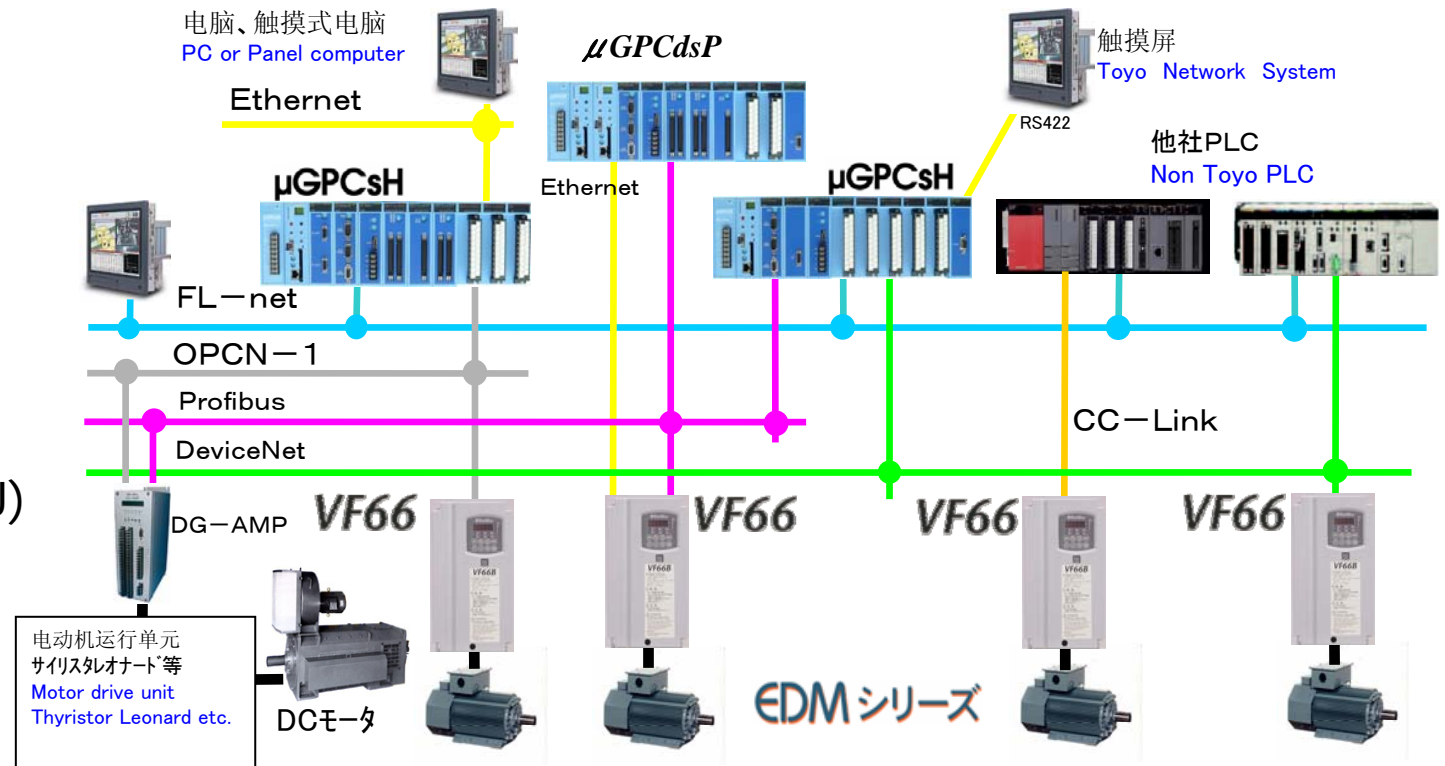 电脑、触摸式电脑
PC or Panel computer
μGPCdsP
触摸屏
Toyo Network System
Ethernet
RS422
他社PLC
Non Toyo PLC
μGPCsH
Ethernet
μGPCsH
FL-net
OPCN-1
Profibus
CC-Link
DeviceNet
J)
DG-AMP
VF66
VF66
VF66
VF66
VF66B
VF66B
VF66B
VF66B
电动机运行单元
サイリスタレオナード等
Motor drive unit
Thyristor Leonard etc.
DCモータ
EDMシリーズ